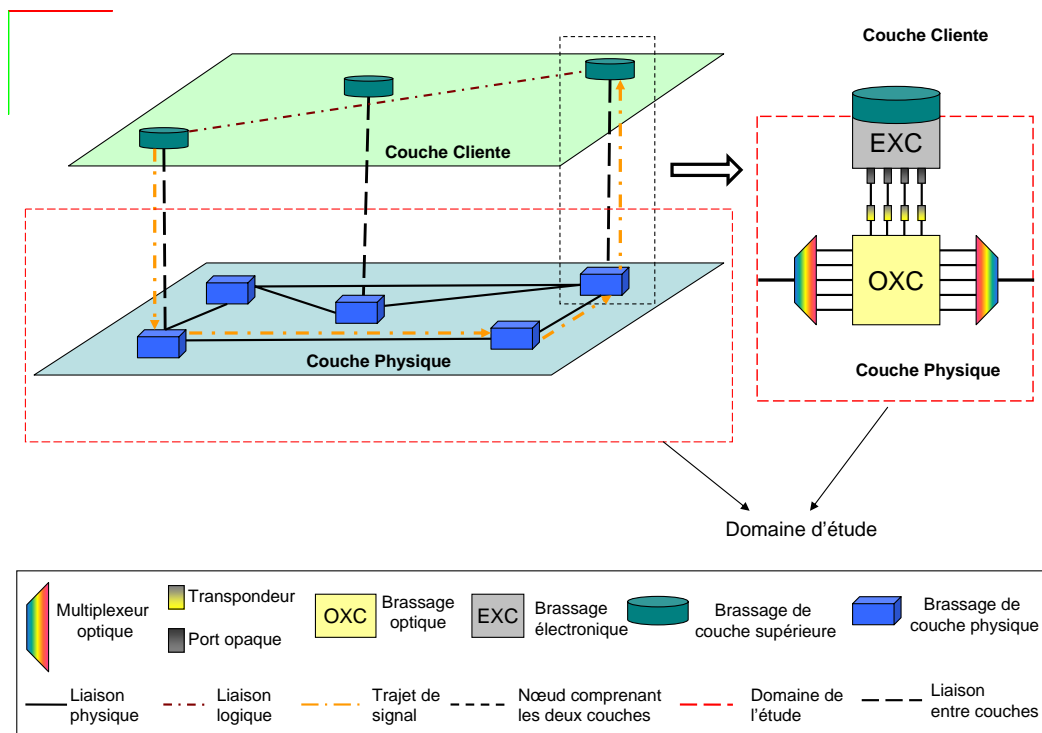 Couche Cliente
EXC
Couche Cliente
OXC
Couche Physique
Couche Physique
Domaine d'étude
Multiplexeur
optique
Transpondeur
Port opaque
OXC
Brassage
optique
EXC
Brassage
électronique
Brassage de
couche supérieure
Brassage de
couche physique
Liaison
physique
Liaison
logique
Trajet de
signal
Nœud comprenant
les deux couches
Domaine de
l'étude
Liaison
entre couches